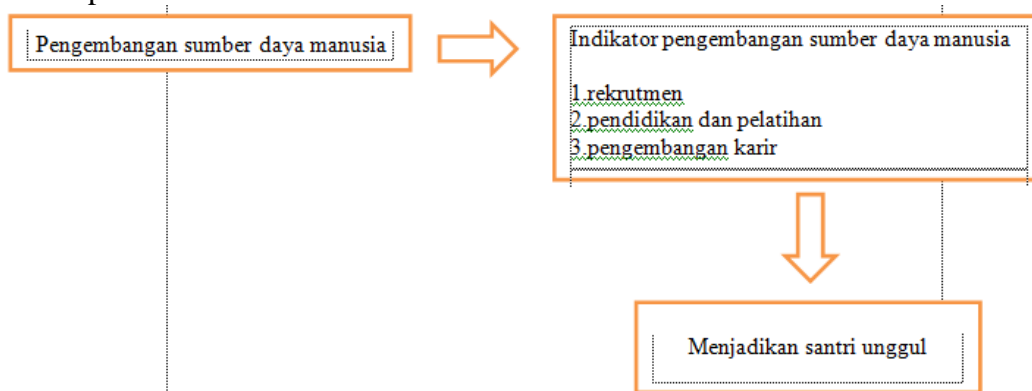 Pengembangan sumber daya manusia
Indikator pengembangan sumber daya manusia
1.rekrutmen
2.pendidikan dan pelatihan
3.pengembangan karir
Menjadikan santri unggul